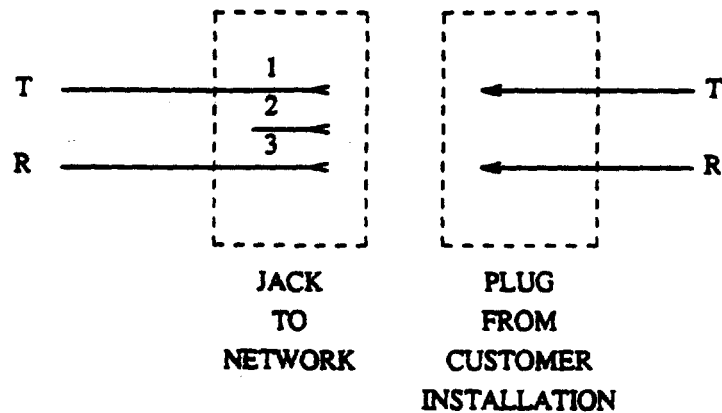 1
T
T
2
3
R
R
JACK
TO
NETWORK
PLUG
FROM
CUSTOMER
INSTALLATION